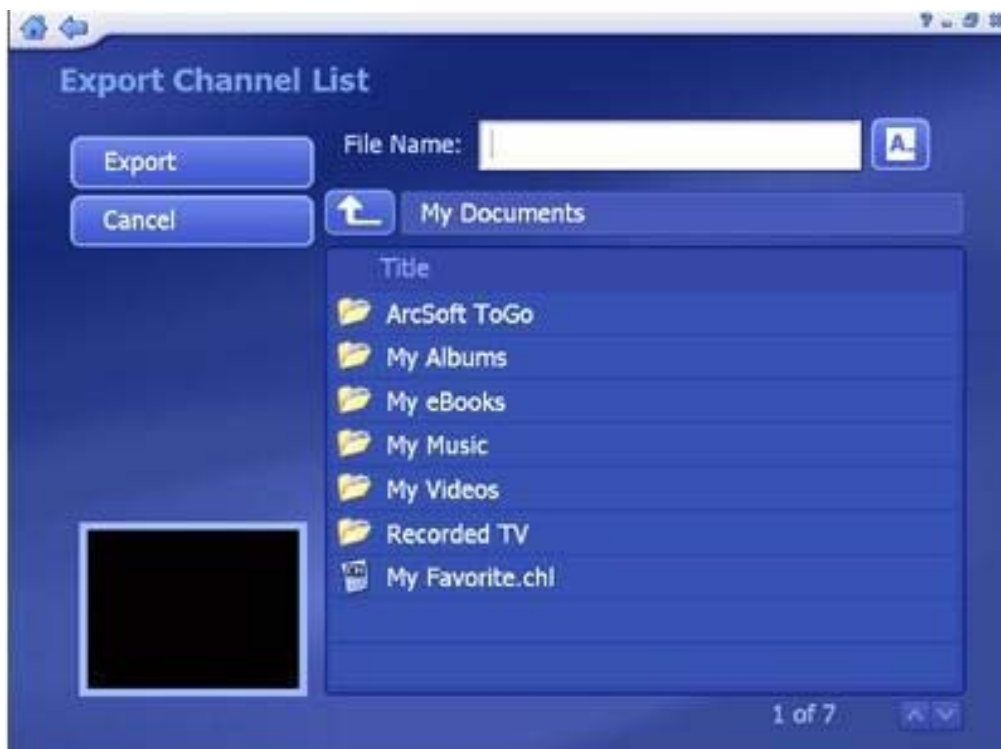 Export Channel List
Export
Cancel
File Name:
A
My Documents
Title
ArcSoft ToGo
My Albums
My eBooks
My Music
My Videos
Recorded TV
My Favorite.chl
1 of 7